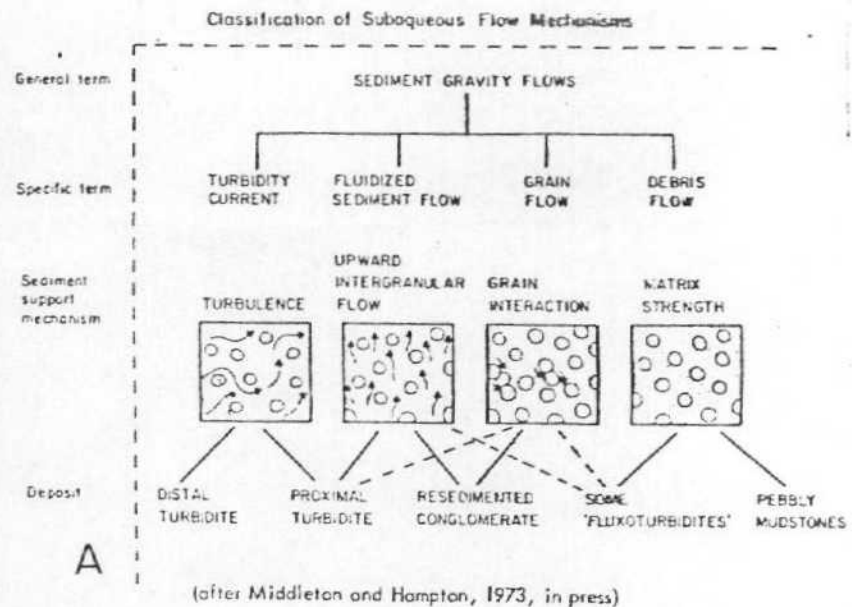 Classification of Subaqueous Flow Mechanisms
General term
SEDIMENT GRAVITY FLOWS
Specific term
TURBIDITY CURRENT
FLUIDIZED SEDIMENT FLOW
GRAIN FLOW
DEBRIS FLOW
Sediment support mechanism
TURBULENCE
UPWARD INTERGRANULAR FLOW
GRAIN INTERACTION
MATRIX STRENGTH
Deposit
DISTAL TURBIDITE
PROXIMAL TURBIDITE
RESEDIMENTED CONGLOMERATE
SOME 'FLUXOTURBIDITES'
PEBBLY MUDSTONES
A
(after Middleton and Hampton, 1973, in press)